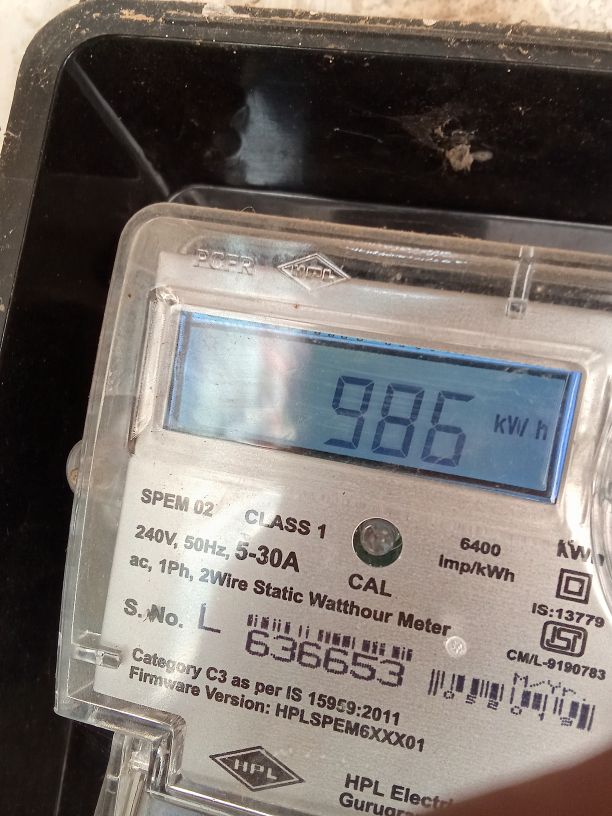 PCFR HPL
986 kWh
SPEM 02 CLASS 1
240V, 50Hz, 5-30A
CAL
6400
Imp/kWh
ac, 1Ph, 2Wire Static Watthour Meter
IS:13779
ISI
CM/L-9190783
S. No. L 636653
M/Yr.
Category C3 as per IS 15959:2011
Firmware Version: HPLSPEM6XXX01
HPL
HPL Electri
Gurugra